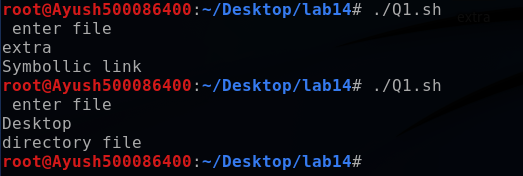 root@Ayush500086400:~/Desktop/lab14# ./Q1.sh
 enter file
extra
Symbollic link
root@Ayush500086400:~/Desktop/lab14# ./Q1.sh
 enter file
Desktop
directory file
root@Ayush500086400:~/Desktop/lab14#
extra